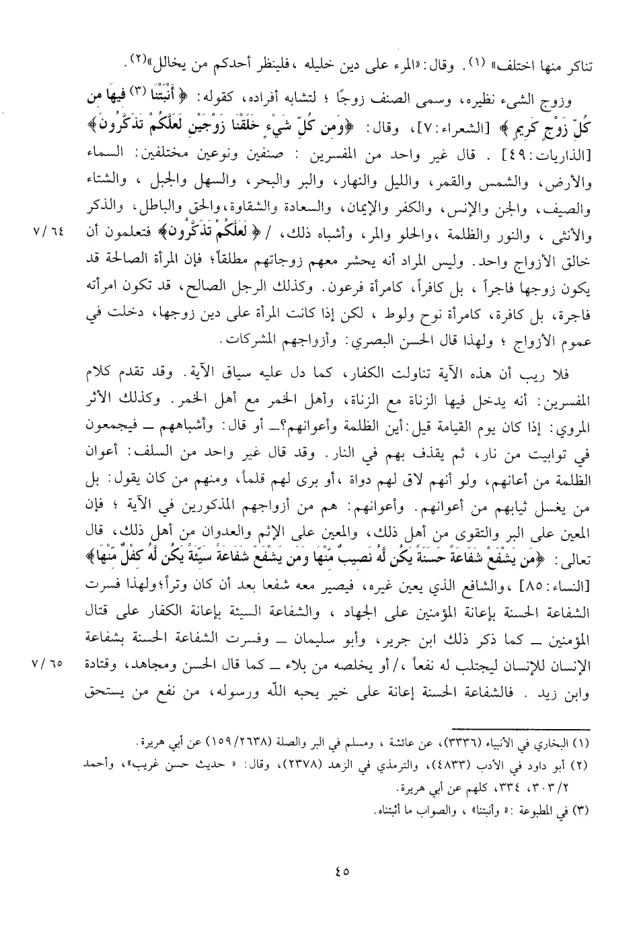 تناكر منها اختلف» (١). وقال: «المرء على دين خليله ،فلينظر أحدكم من يخالل»(٢).
وزوج الشىء نظيره، وسمى الصنف زوجًا ؛ لتشابه أفراده، كقوله: ﴿ أَنْبَتْنَا (٣) فِيهَا مِن
كُلِّ زَوْجٍ كَرِيمٍ ﴾ [الشعراء:٧]، وقال: ﴿وَمِن كُلِّ شَيْءٍ خَلَقْنَا زَوْجَيْنِ لَعَلَّكُمْ تَذَكَّرُونَ﴾
[الذاريات:٤٩] . قال غير واحد من المفسرين : صنفين ونوعين مختلفين: السماء
والأرض، والشمس والقمر، والليل والنهار، والبر والبحر، والسهل والجبل ، والشتاء
والصيف، والجن والإنس، والكفر والإيمان، والسعادة والشقاوة،والحق والباطل، والذكر
والأنثى ، والنور والظلمة ،والحلو والمر، وأشباه ذلك، / ﴿ لَعَلَّكُمْ تَذَكَّرُونَ﴾ فتعلمون أن ٧/٦٤
خالق الأزواج واحد. وليس المراد أنه يحشر معهم زوجاتهم مطلقاً؛ فإن المرأة الصالحة قد
يكون زوجها فاجراً ، بل كافراً، كامرأة فرعون. وكذلك الرجل الصالح، قد تكون امرأته
فاجرة، بل كافرة، كامرأة نوح ولوط ، لكن إذا كانت المرأة على دين زوجها، دخلت في
عموم الأزواج ؛ ولهذا قال الحسن البصري: وأزواجهم المشركات.
فلا ريب أن هذه الآية تناولت الكفار، كما دل عليه سياق الآية. وقد تقدم كلام
المفسرين: أنه يدخل فيها الزناة مع الزناة، وأهل الخمر مع أهل الخمر. وكذلك الأثر
المروي: إذا كان يوم القيامة قيل:أين الظلمة وأعوانهم؟ــ أو قال: وأشباههم ــ فيجمعون
في توابيت من نار، ثم يقذف بهم في النار. وقد قال غير واحد من السلف: أعوان
الظلمة من أعانهم، ولو أنهم لاق لهم دواة ،أو برى لهم قلماً، ومنهم من كان يقول: بل
من يغسل ثيابهم من أعوانهم. وأعوانهم: هم من أزواجهم المذكورين في الآية ؛ فإن
المعين على البر والتقوى من أهل ذلك، والمعين على الإثم والعدوان من أهل ذلك، قال
تعالى: ﴿مَن يَشْفَعْ شَفَاعَةً حَسَنَةً يَكُن لَّهُ نَصِيبٌ مِّنْهَا وَمَن يَشْفَعْ شَفَاعَةً سَيِّئَةً يَكُن لَّهُ كِفْلٌ مِّنْهَا﴾
[النساء:٨٥] ،والشافع الذي يعين غيره، فيصير معه شفعا بعد أن كان وتراً؛ولهذا فسرت
الشفاعة الحسنة بإعانة المؤمنين على الجهاد ، والشفاعة السيئة بإعانة الكفار على قتال
المؤمنين ــ كما ذكر ذلك ابن جرير، وأبو سليمان ــ وفسرت الشفاعة الحسنة بشفاعة
الإنسان للإنسان ليجتلب له نفعاً ،/ أو يخلصه من بلاء ــ كما قال الحسن ومجاهد، وقتادة ٧/٦٥
وابن زيد . فالشفاعة الحسنة إعانة على خير يحبه الله ورسوله، من نفع من يستحق
(١) البخاري في الأنبياء (٣٣٣٦)، عن عائشة ، ومسلم في البر والصلة (١٥٩/٢٦٣٨) عن أبي هريرة.
(٢) أبو داود في الأدب (٤٨٣٣)، والترمذي في الزهد (٢٣٧٨)، وقال: « حديث حسن غريب»، وأحمد
٣٠٣/٢، ٣٣٤، كلهم عن أبي هريرة.
(٣) في المطبوعة :« وأنبتنا» ، والصواب ما أثبتناه.
٤٥